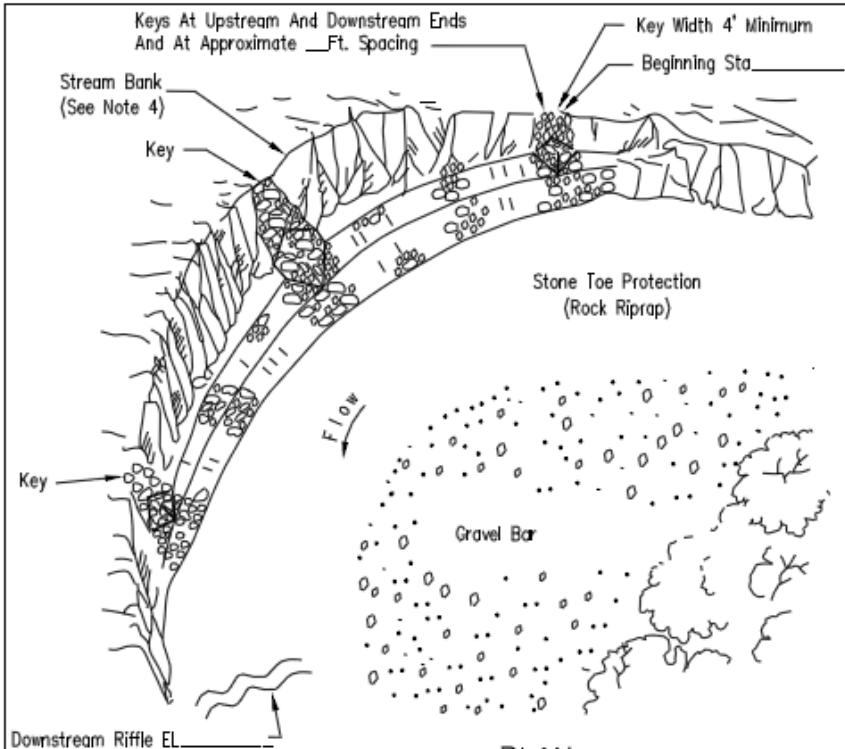 Keys At Upstream And Downstream Ends
And At Approximate __Ft. Spacing
Key Width 4' Minimum
Beginning Sta________
Stream Bank
(See Note 4)
Key
Stone Toe Protection
(Rock Riprap)
Flow
Key
Gravel Bar
Downstream Riffle EL________